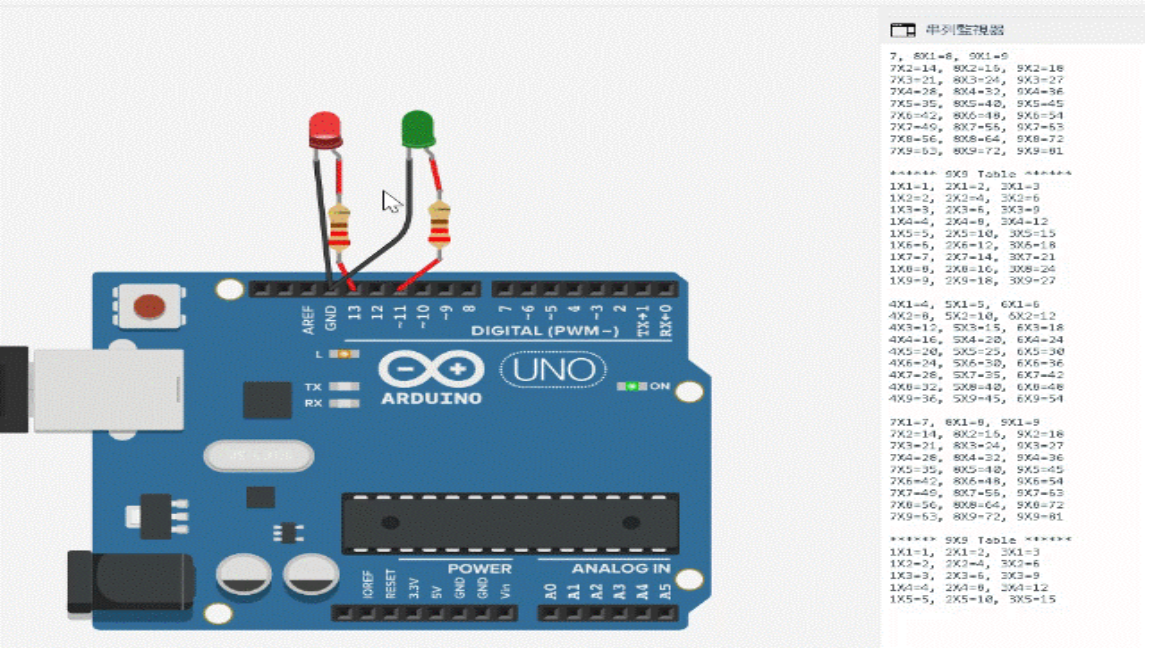 串列監視器
7, 8X1=8, 9X1=9
7X2=14, 8X2=16, 9X2=18
7X3=21, 8X3=24, 9X3=27
7X4=28, 8X4=32, 9X4=36
7X5=35, 8X5=40, 9X5=45
7X6=42, 8X6=48, 9X6=54
7X7=49, 8X7=56, 9X7=63
7X8=56, 8X8=64, 9X8=72
7X9=63, 8X9=72, 9X9=81
****** 9X9 Table ******
1X1=1, 2X1=2, 3X1=3
1X2=2, 2X2=4, 3X2=6
1X3=3, 2X3=6, 3X3=9
1X4=4, 2X4=8, 3X4=12
1X5=5, 2X5=10, 3X5=15
1X6=6, 2X6=12, 3X6=18
1X7=7, 2X7=14, 3X7=21
1X8=8, 2X8=16, 3X8=24
1X9=9, 2X9=18, 3X9=27
4X1=4, 5X1=5, 6X1=6
4X2=8, 5X2=10, 6X2=12
4X3=12, 5X3=15, 6X3=18
4X4=16, 5X4=20, 6X4=24
4X5=20, 5X5=25, 6X5=30
4X6=24, 5X6=30, 6X6=36
4X7=28, 5X7=35, 6X7=42
4X8=32, 5X8=40, 6X8=48
4X9=36, 5X9=45, 6X9=54
7X1=7, 8X1=8, 9X1=9
7X2=14, 8X2=16, 9X2=18
7X3=21, 8X3=24, 9X3=27
7X4=28, 8X4=32, 9X4=36
7X5=35, 8X5=40, 9X5=45
7X6=42, 8X6=48, 9X6=54
7X7=49, 8X7=56, 9X7=63
7X8=56, 8X8=64, 9X8=72
7X9=63, 8X9=72, 9X9=81
****** 9X9 Table ******
1X1=1, 2X1=2, 3X1=3
1X2=2, 2X2=4, 3X2=6
1X3=3, 2X3=6, 3X3=9
1X4=4, 2X4=8, 3X4=12
1X5=5, 2X5=10, 3X5=15
AREF GND 13 12 ~11 ~10 ~9 8 7 ~6 ~5 4 ~3 2 TX→1 RX←0
DIGITAL (PWM~)
L
TX
RX
UNO
ON
ARDUINO
POWER ANALOG IN
IOREF RESET 3.3V 5V GND GND Vin A0 A1 A2 A3 A4 A5